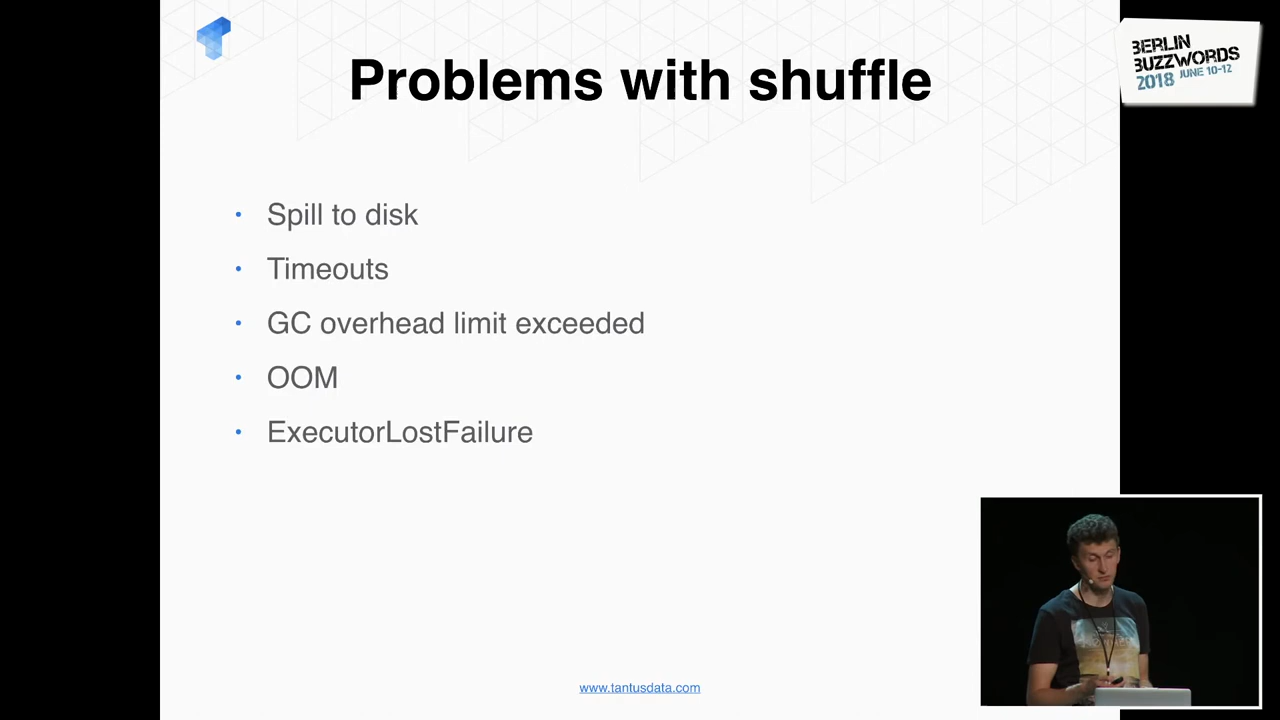 Problems with shuffle
BERLIN
BUZZWORDS
2018 JUNE 10-12
Spill to disk
Timeouts
GC overhead limit exceeded
OOM
ExecutorLostFailure
www.tantusdata.com